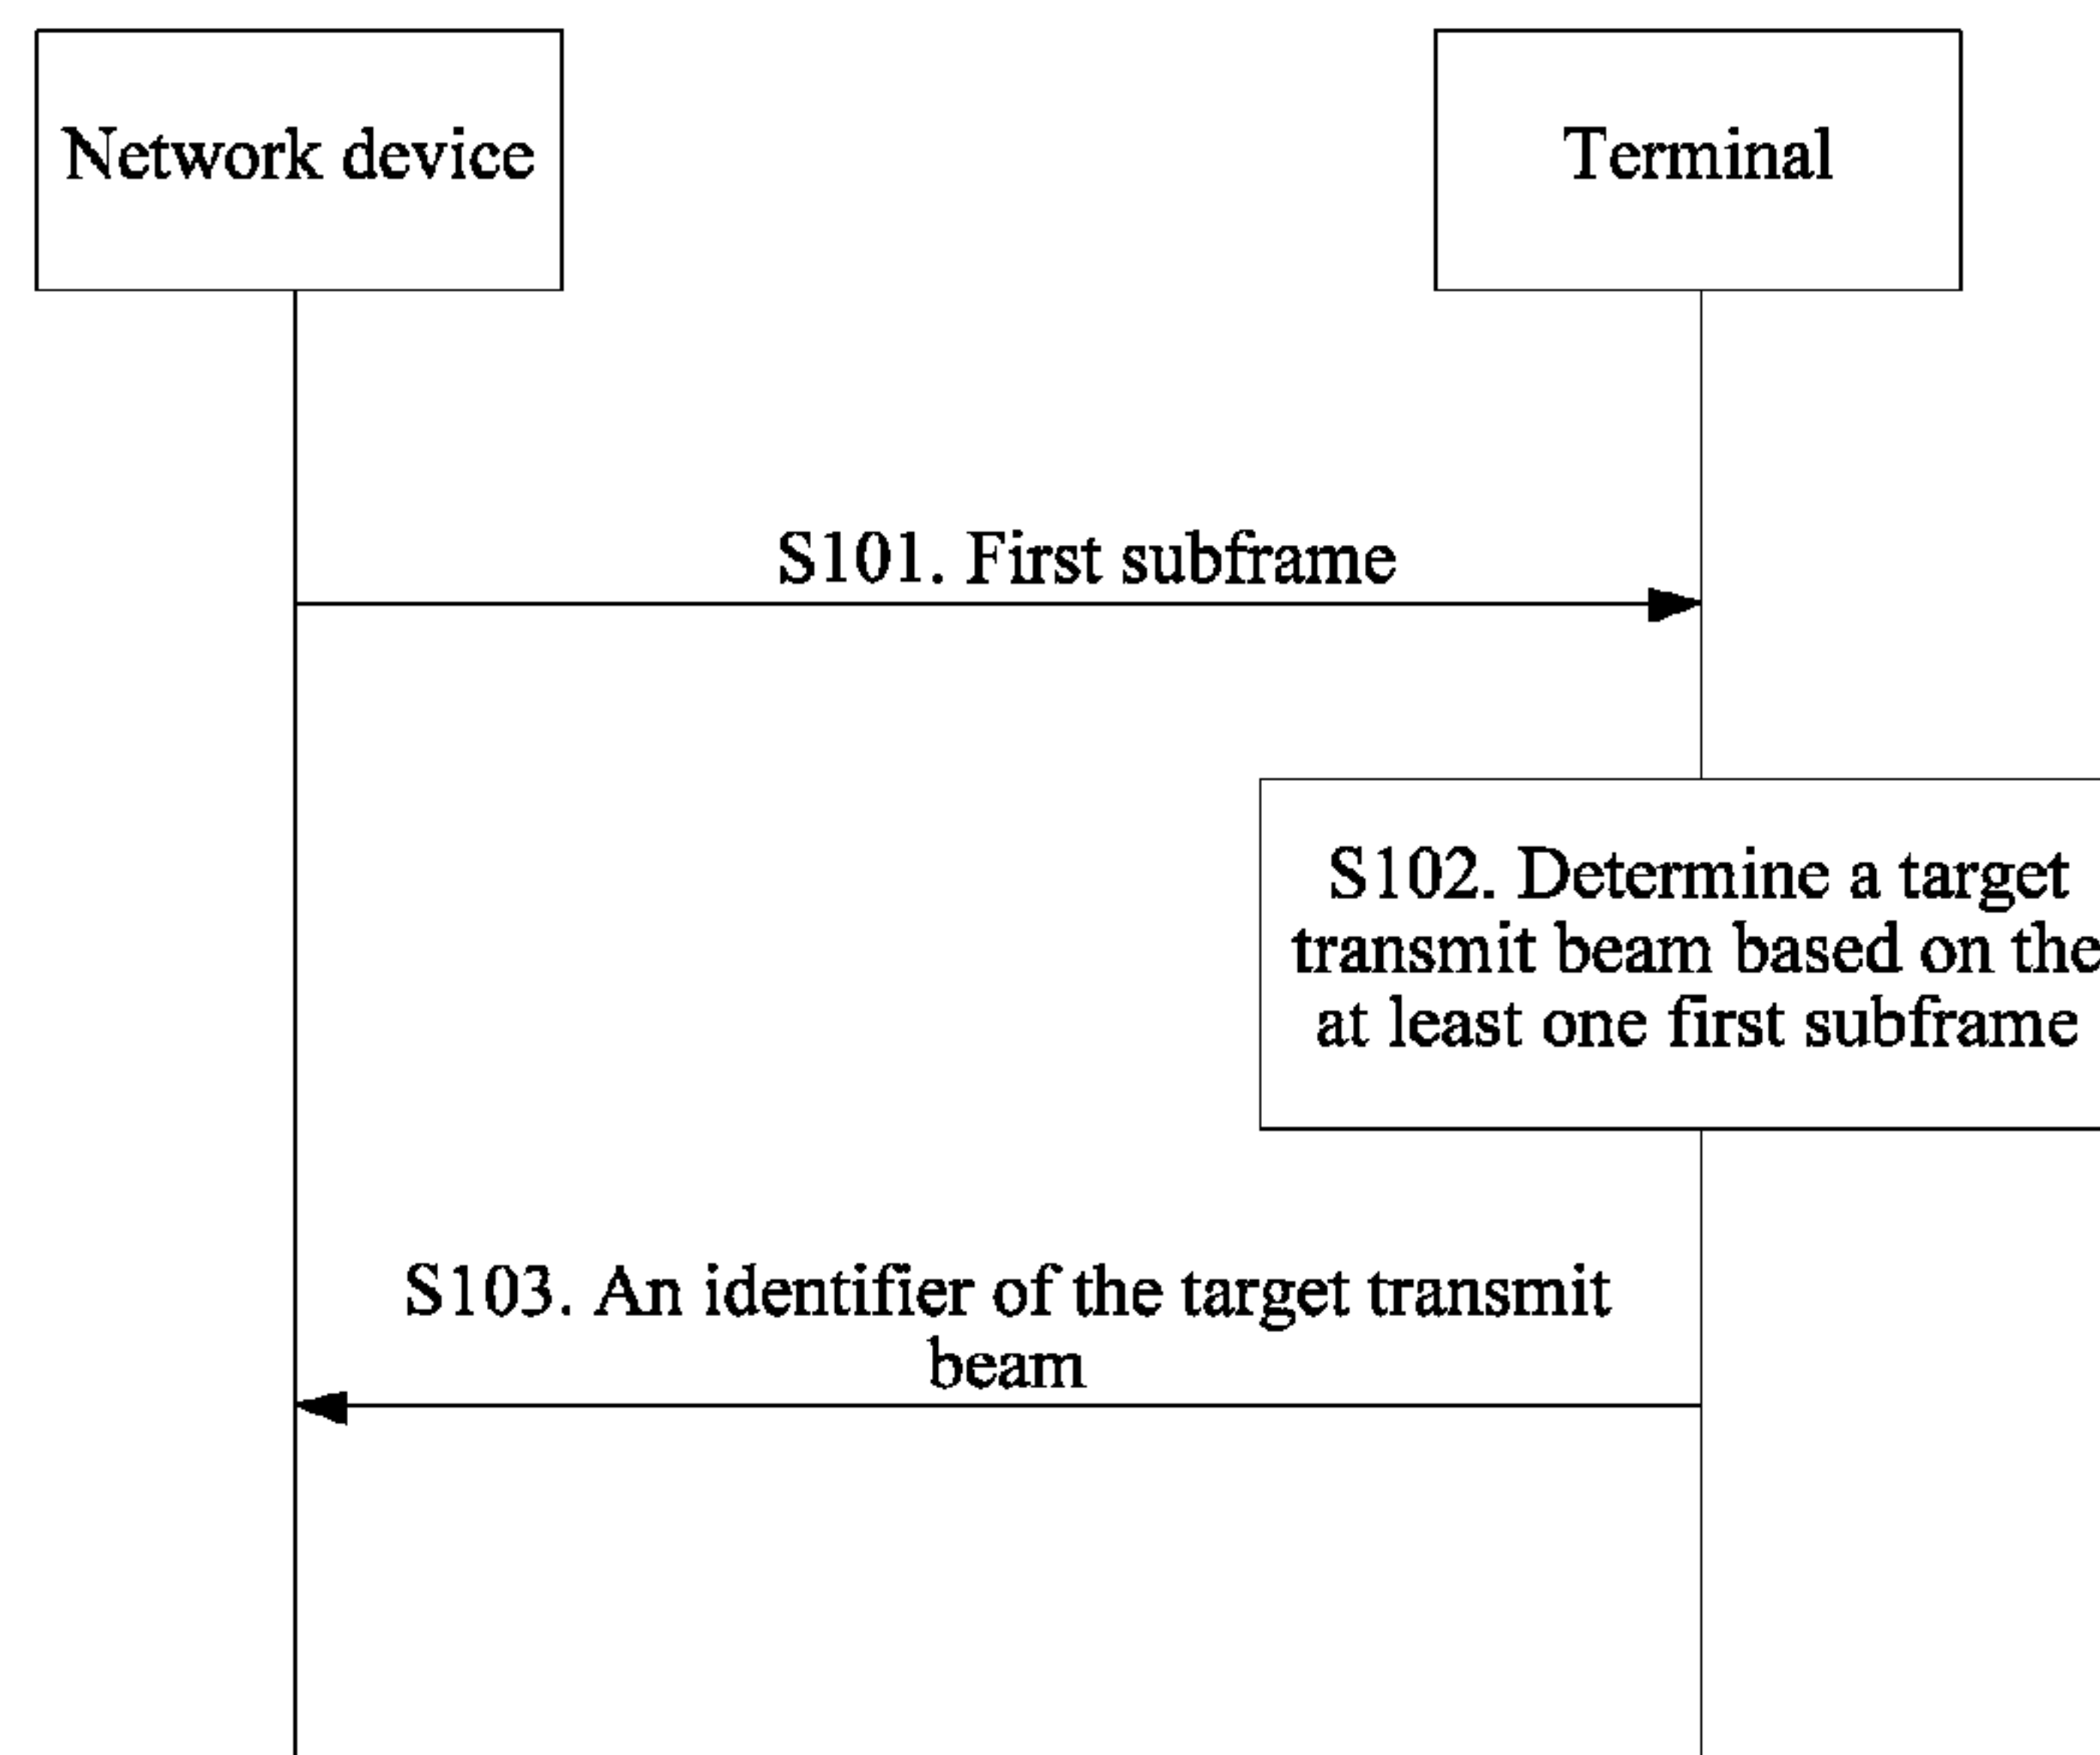 Network device
Terminal
S101. First subframe
S102. Determine a target
transmit beam based on the
at least one first subframe
S103. An identifier of the target transmit
beam